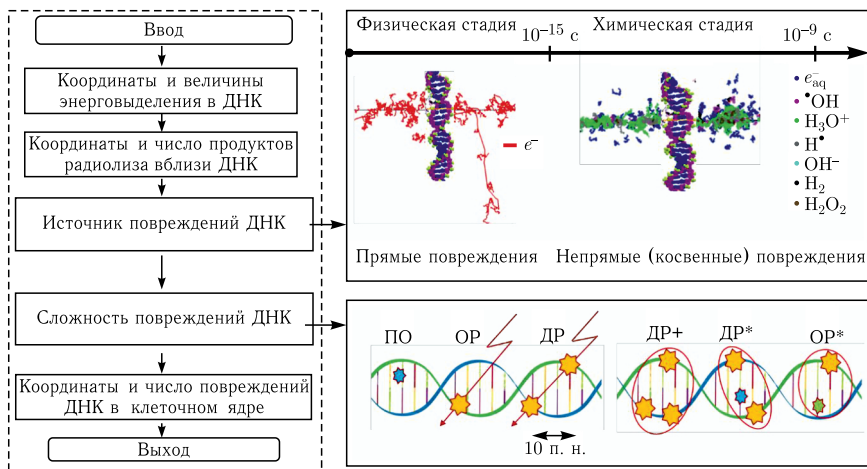 Ввод
Координаты и величины
энерговыделения в ДНК
Координаты и число продуктов
радиолиза вблизи ДНК
Источник повреждений ДНК
Сложность повреждений ДНК
Координаты и число повреждений
ДНК в клеточном ядре
Выход
Физическая стадия
10⁻¹⁵ с
Химическая стадия
10⁻⁹ с
e⁻
e⁻aq
•OH
H₃O⁺
H•
OH⁻
H₂
H₂O₂
Прямые повреждения
Непрямые (косвенные) повреждения
ПО
ОР
ДР
ДР+
ДР*
ОР*
10 п. н.